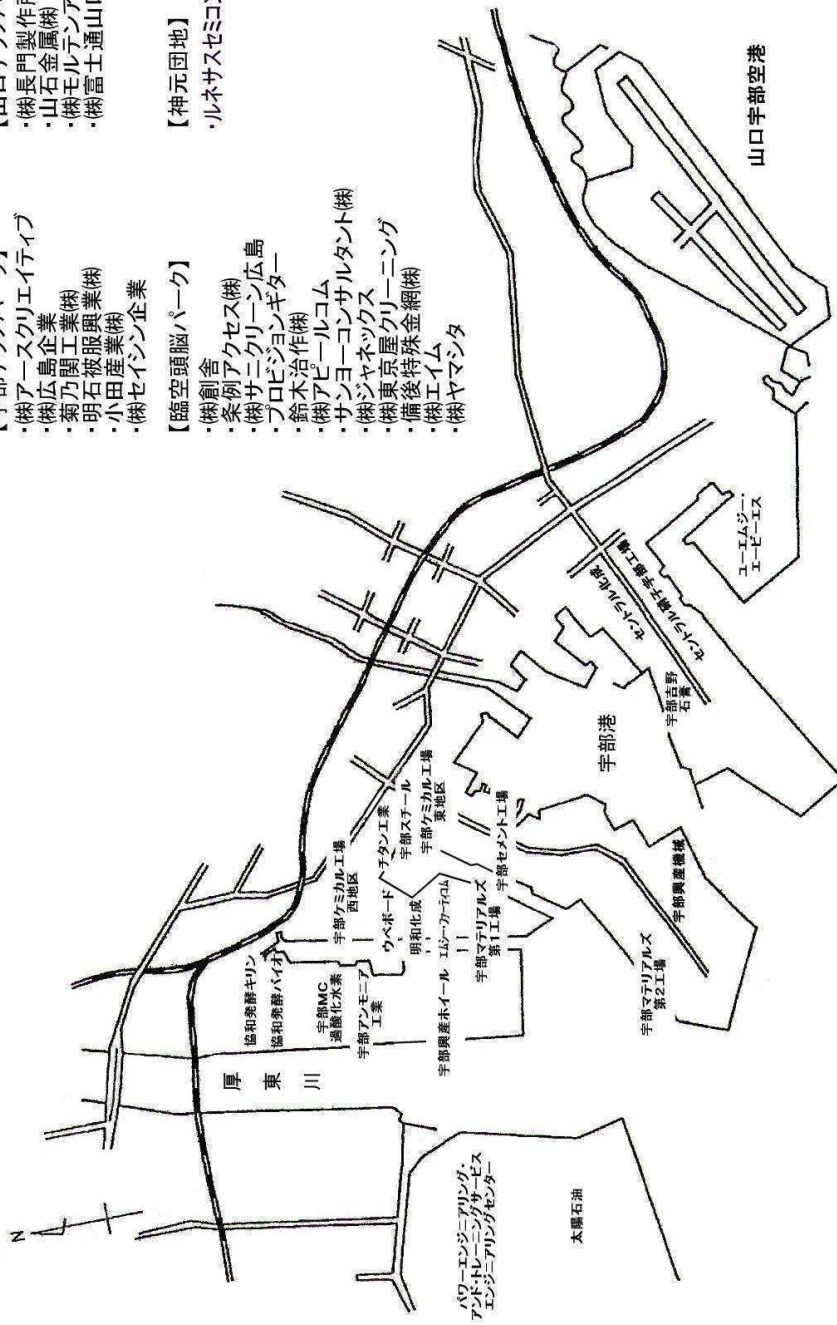 【宇部テクノパーク】
・㈱アースクリエイティブ
・㈱広島企業
・菊乃関工業㈱
・明石被服興業㈱
・小田産業㈱
・㈱セイシン企業
【臨空頭脳パーク】
・㈱創舎
・条例アクセス㈱
・㈱サニクリーン広島
・プロビジョンギター
・鈴木治作㈱
・㈱アピールコム
・サンヨーコンサルタント㈱
・㈱ジャネックス
・㈱東京屋クリーニング
・備後特殊金網㈱
・㈱エイム
・㈱ヤマシタ
・㈱長門製作所
・山石金属㈱
・㈱モルテン
・㈱富士通山口
【神元団地】
・ルネサスセミコン
N
厚東川
協和発酵キリン
協和発酵バイオ
宇部MC
過酸化水素
宇部アンモニア
工業
宇部ケミカル工場
西地区
ウベボード
チタン工業
明和化成
宇部スチール
宇部ケミカル工場
東地区
エムシー・ファーティコム
宇部興産ホイール
宇部マテリアルズ
第1工場
宇部セメント工場
宇部港
宇部興産機械
宇部マテリアルズ
第2工場
宇部吉野
石膏
セントラル化成
セントラル硝子宇部工場
ユーエムジー・
エービーエス
山口宇部空港
パワーエンジニアリング・
アンド・トレーニングサービス
エンジニアリングセンター
太陽石油